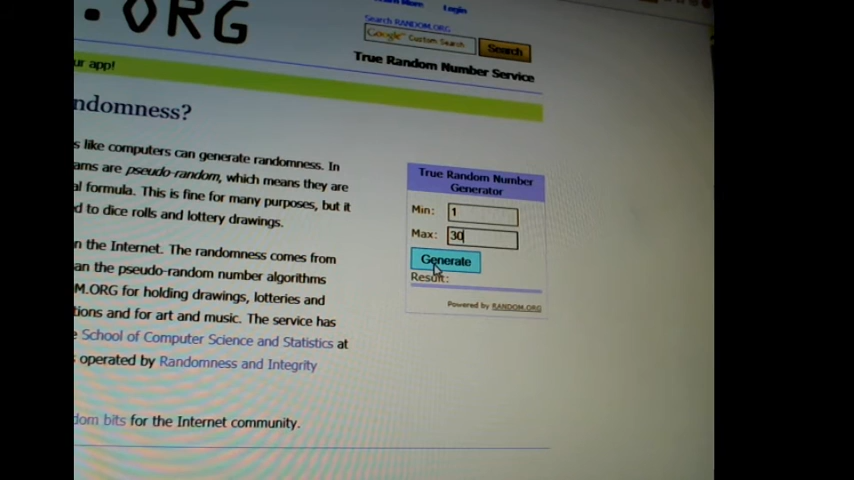 .ORG
Login
Search RANDOM.ORG
Google Custom Search
Search
True Random Number Service
ur app!
ndomness?
s like computers can generate randomness. In
ams are pseudo-random, which means they are
al formula. This is fine for many purposes, but it
d to dice rolls and lottery drawings.
n the Internet. The randomness comes from
an the pseudo-random number algorithms
M.ORG for holding drawings, lotteries and
tions and for art and music. The service has
e School of Computer Science and Statistics at
s operated by Randomness and Integrity
dom bits for the Internet community.
True Random Number
Generator
Min: 1
Max: 30
Generate
Result:
Powered by RANDOM.ORG